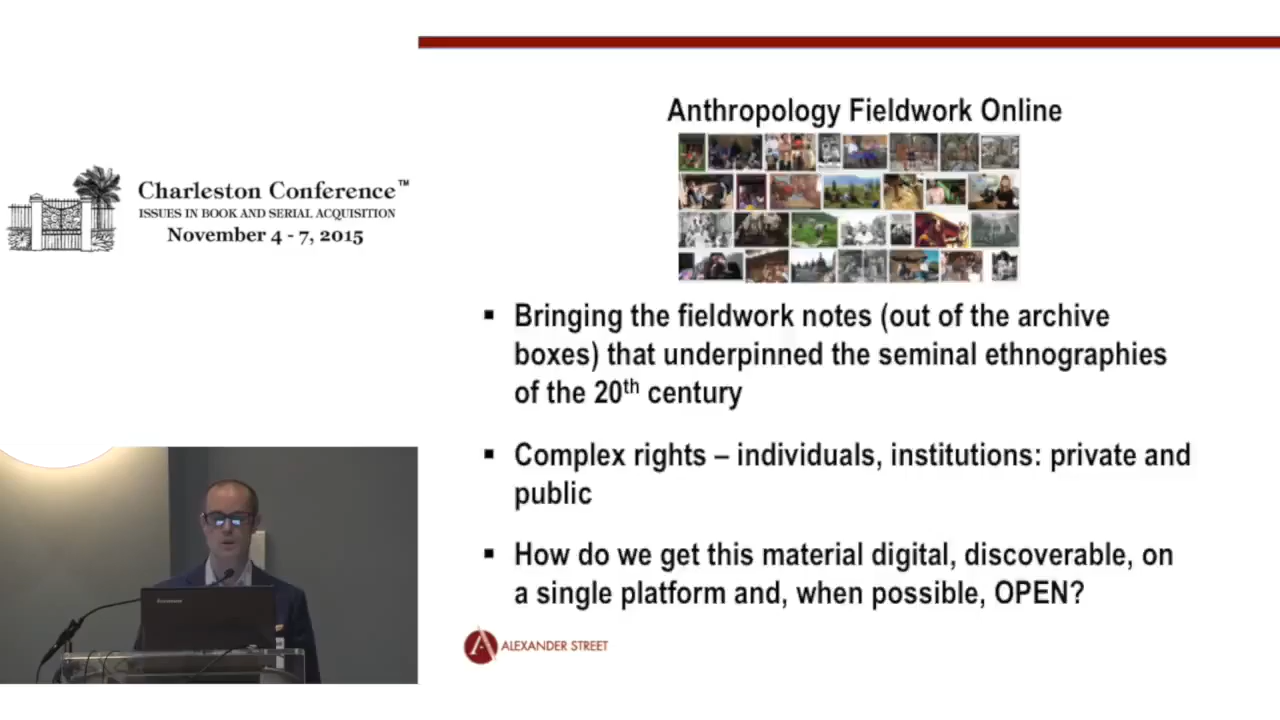 Charleston Conference™
ISSUES IN BOOK AND SERIAL ACQUISITION
November 4 - 7, 2015
Anthropology Fieldwork Online
▪ Bringing the fieldwork notes (out of the archive
boxes) that underpinned the seminal ethnographies
of the 20th century
▪ Complex rights – individuals, institutions: private and
public
▪ How do we get this material digital, discoverable, on
a single platform and, when possible, OPEN?
ALEXANDER STREET